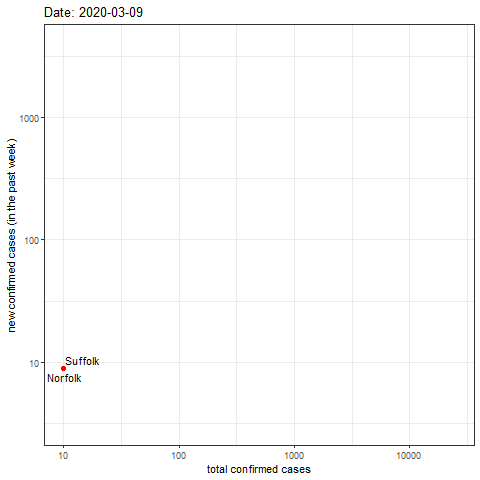 Date: 2020-03-09
new confirmed cases (in the past week)
1000
100
10
Suffolk
Norfolk
10 100 1000 10000
total confirmed cases